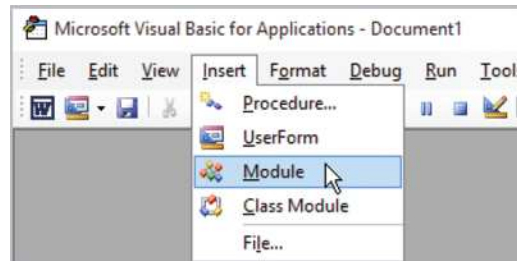 Microsoft Visual Basic for Applications - Document1
File Edit View Insert Format Debug Run Tools
Procedure...
UserForm
Module
Class Module
File...